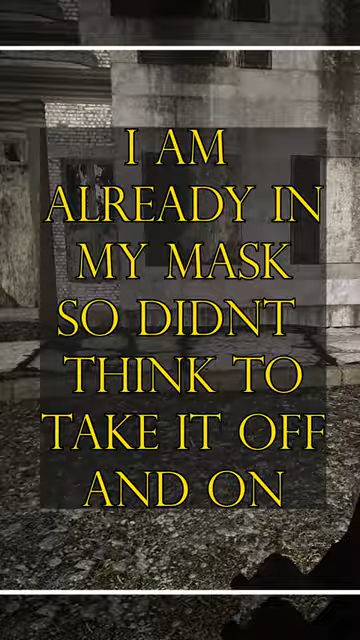 I AM
ALREADY IN
MY MASK
SO DIDNT
THINK TO
TAKE IT OFF
AND ON